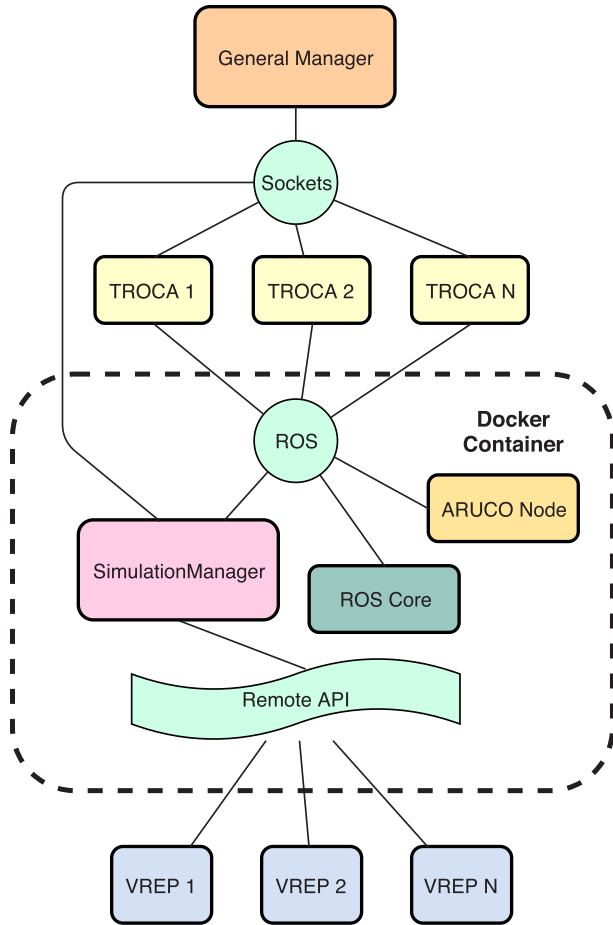 General Manager
Sockets
TROCA 1
TROCA 2
TROCA N
ROS
Docker
Container
ARUCO Node
SimulationManager
ROS Core
Remote API
VREP 1
VREP 2
VREP N